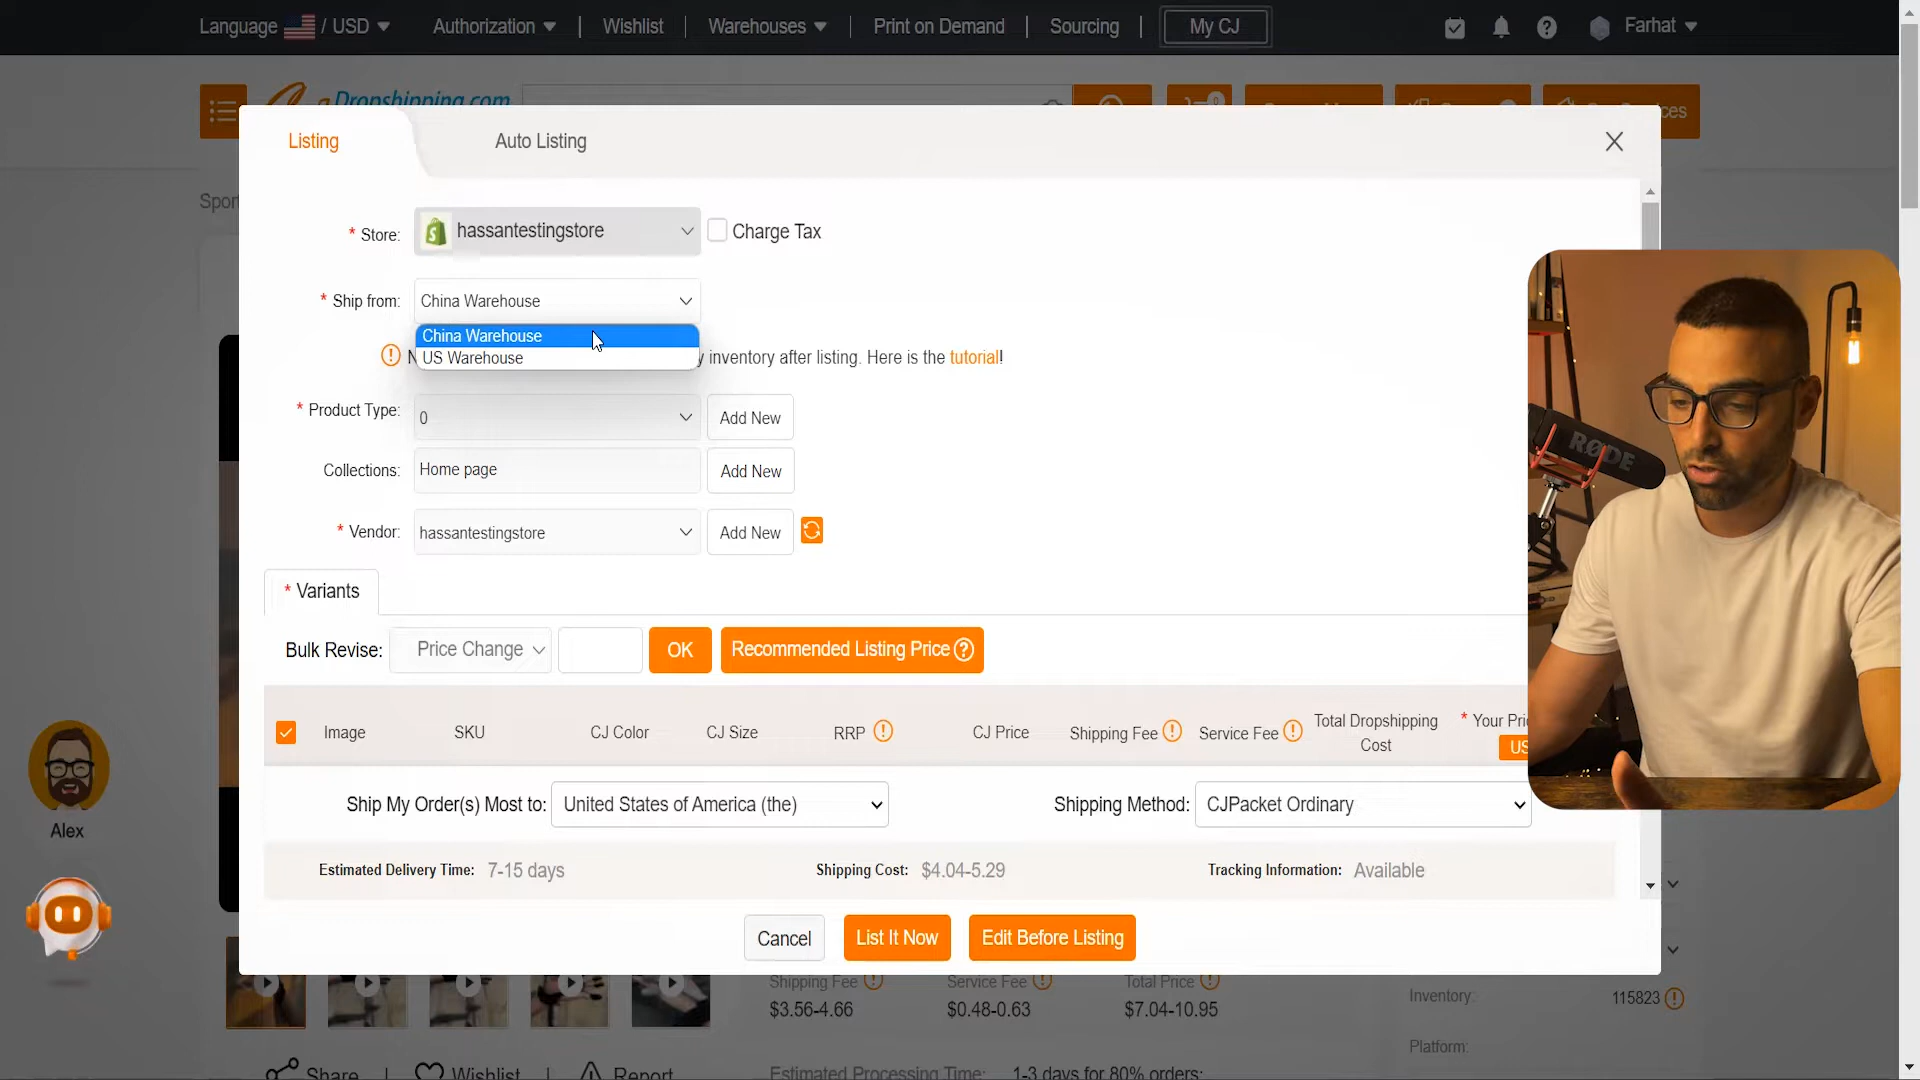 Language / USD Authorization Wishlist Warehouses Print on Demand Sourcing My CJ Farhat
Dropshipping.com
Listing Auto Listing
Sport
* Store: hassantestingstore Charge Tax
* Ship from: China Warehouse
China Warehouse
US Warehouse
inventory after listing. Here is the tutorial!
* Product Type: 0 Add New
Collections: Home page Add New
* Vendor: hassantestingstore Add New
* Variants
Bulk Revise: Price Change OK Recommended Listing Price
Image SKU CJ Color CJ Size RRP CJ Price Shipping Fee Service Fee Total Dropshipping Cost * Your Pri
US
Ship My Order(s) Most to: United States of America (the) Shipping Method: CJPacket Ordinary
Estimated Delivery Time: 7-15 days Shipping Cost: $4.04-5.29 Tracking Information: Available
Alex
Cancel List It Now Edit Before Listing
Shipping Fee Service Fee Total Price
$3.56-4.66 $0.48-0.63 $7.04-10.95
Inventory: 115823
Platform:
Share Wishlist Report
Estimated Processing Time: 1-3 days for 80% orders;
RØDE